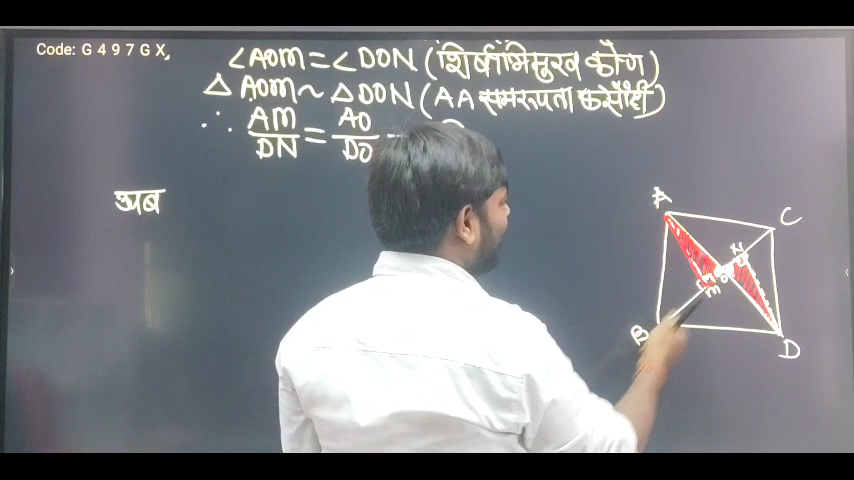 Code: G 4 9 7 G X,
∠AOM = ∠DON (शिर्षाभिमुख कोण)
△ AOM ~ △ DON (AA समरूपता कसौटी)
∴ AM/DN = AO/DO
अब
A
C
N
O
M
B
D